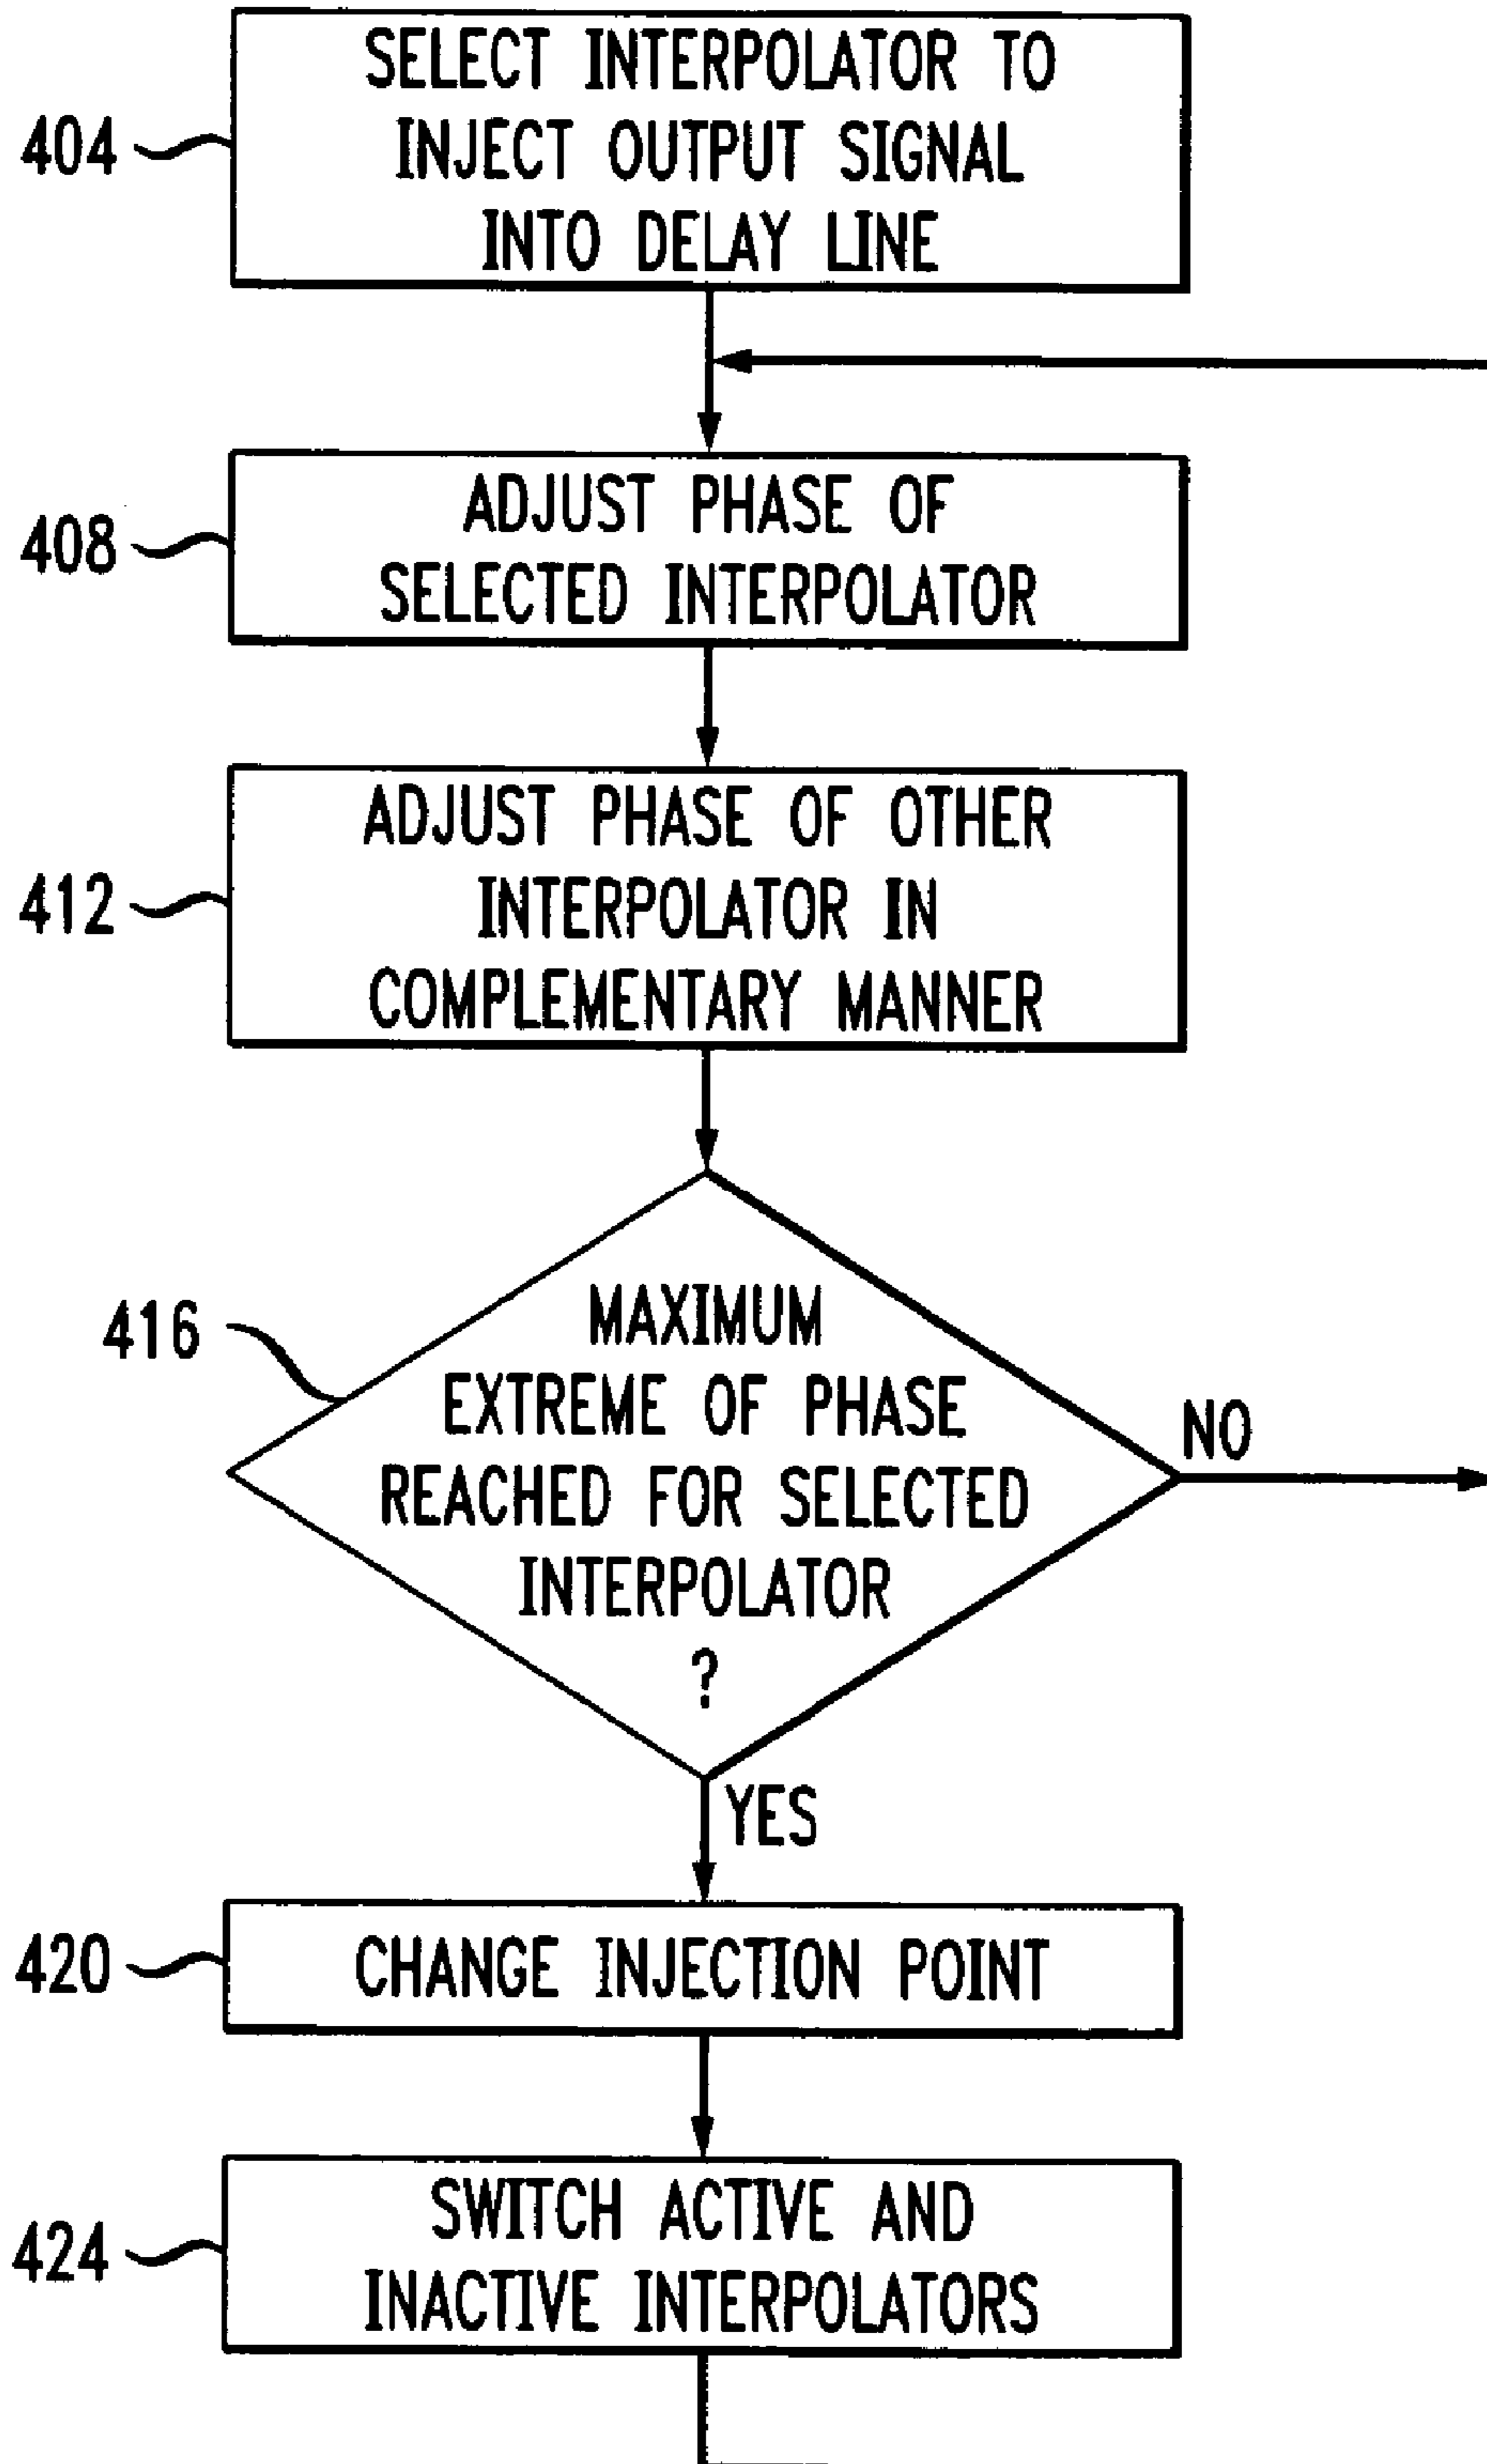 SELECT INTERPOLATOR TO
INJECT OUTPUT SIGNAL
INTO DELAY LINE
404
ADJUST PHASE OF
SELECTED INTERPOLATOR
408
ADJUST PHASE OF OTHER
INTERPOLATOR IN
COMPLEMENTARY MANNER
412
MAXIMUM
EXTREME OF PHASE
REACHED FOR SELECTED
INTERPOLATOR
?
416
NO
YES
CHANGE INJECTION POINT
420
SWITCH ACTIVE AND
INACTIVE INTERPOLATORS
424